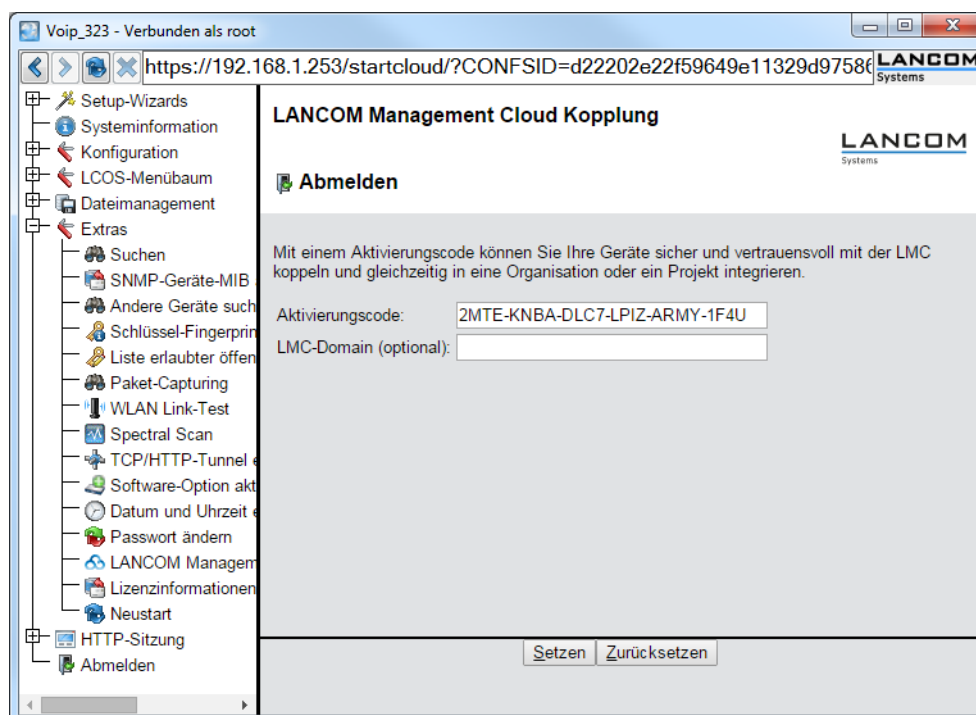 Voip_323 - Verbunden als root
https://192.168.1.253/startcloud/?CONFSID=d22202e22f59649e11329d9758
LANCOM
Systems
Setup-Wizards
Systeminformation
Konfiguration
LCOS-Menübaum
Dateimanagement
Extras
Suchen
SNMP-Geräte-MIB
Andere Geräte such
Schlüssel-Fingerprin
Liste erlaubter öffen
Paket-Capturing
WLAN Link-Test
Spectral Scan
TCP/HTTP-Tunnel e
Software-Option akt
Datum und Uhrzeit e
Passwort ändern
LANCOM Managem
Lizenzinformationen
Neustart
HTTP-Sitzung
Abmelden
LANCOM Management Cloud Kopplung
LANCOM
Systems
Abmelden
Mit einem Aktivierungscode können Sie Ihre Geräte sicher und vertrauensvoll mit der LMC
koppeln und gleichzeitig in eine Organisation oder ein Projekt integrieren.
Aktivierungscode: 2MTE-KNBA-DLC7-LPIZ-ARMY-1F4U
LMC-Domain (optional):
Setzen Zurücksetzen